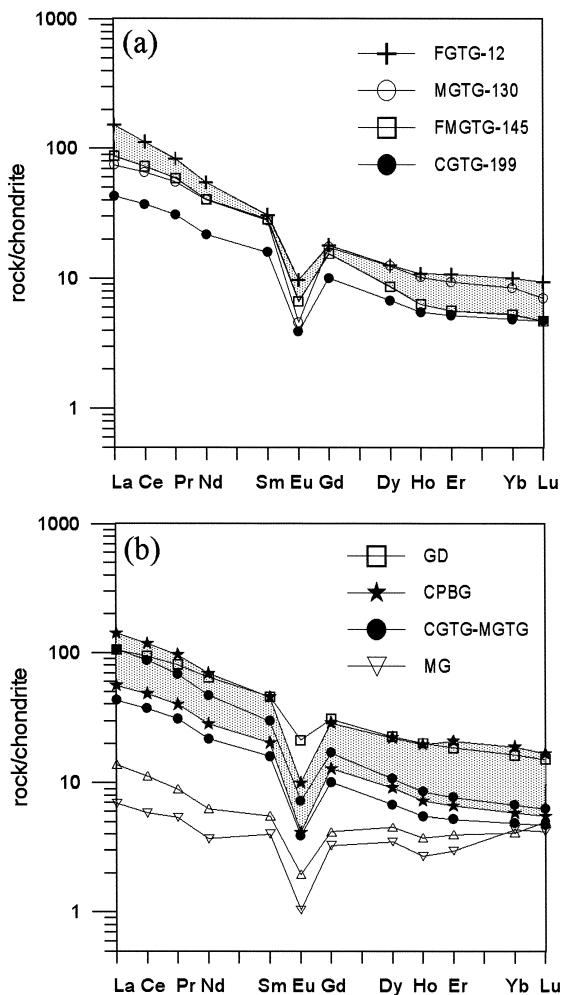 1000
(a)
FGTG-12
MGTG-130
FMGTG-145
CGTG-199
100
10
1
rock/chondrite
La Ce Pr Nd Sm Eu Gd Dy Ho Er Yb Lu
1000
(b)
GD
CPBG
CGTG-MGTG
MG
100
10
1
rock/chondrite
La Ce Pr Nd Sm Eu Gd Dy Ho Er Yb Lu